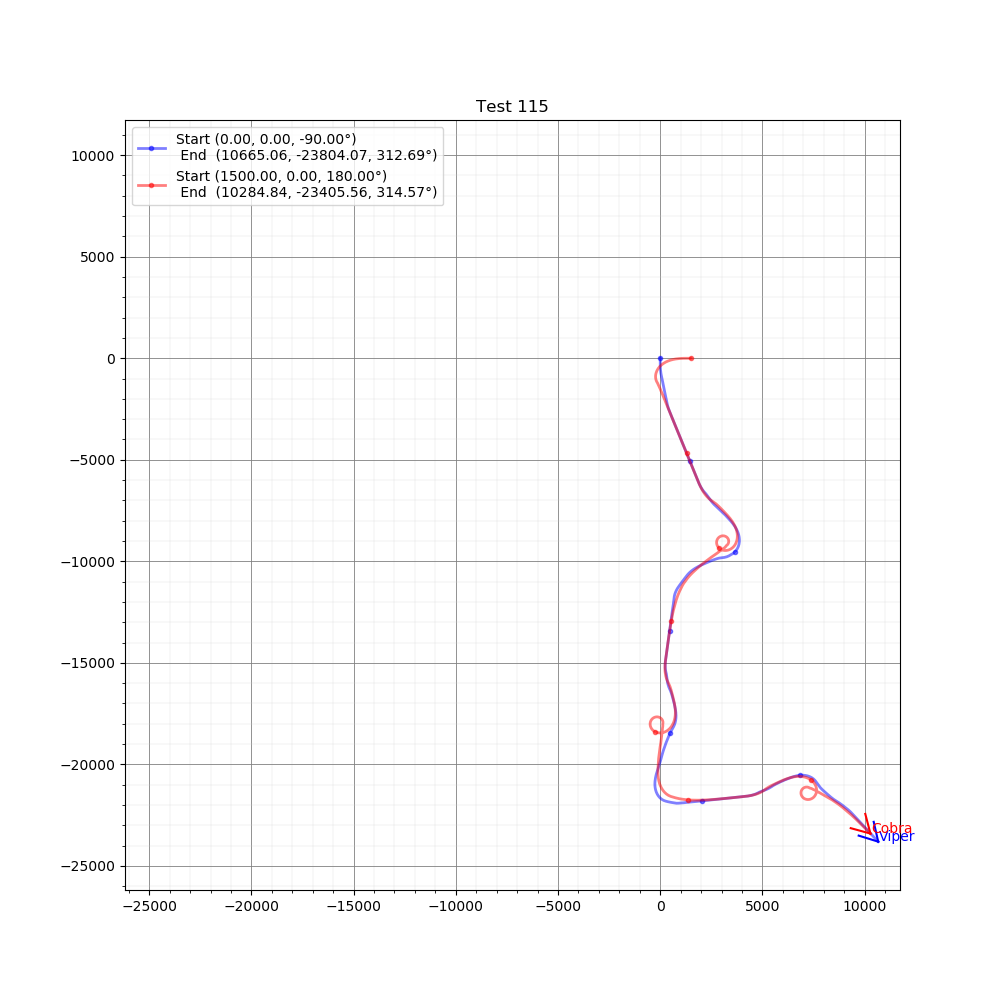 Test 115
Start (0.00, 0.00, -90.00°)
End  (10665.06, -23804.07, 312.69°)
Start (1500.00, 0.00, 180.00°)
End  (10284.84, -23405.56, 314.57°)
10000
5000
0
−5000
−10000
−15000
−20000
−25000
Cobra
Viper
−25000 −20000 −15000 −10000 −5000 0 5000 10000